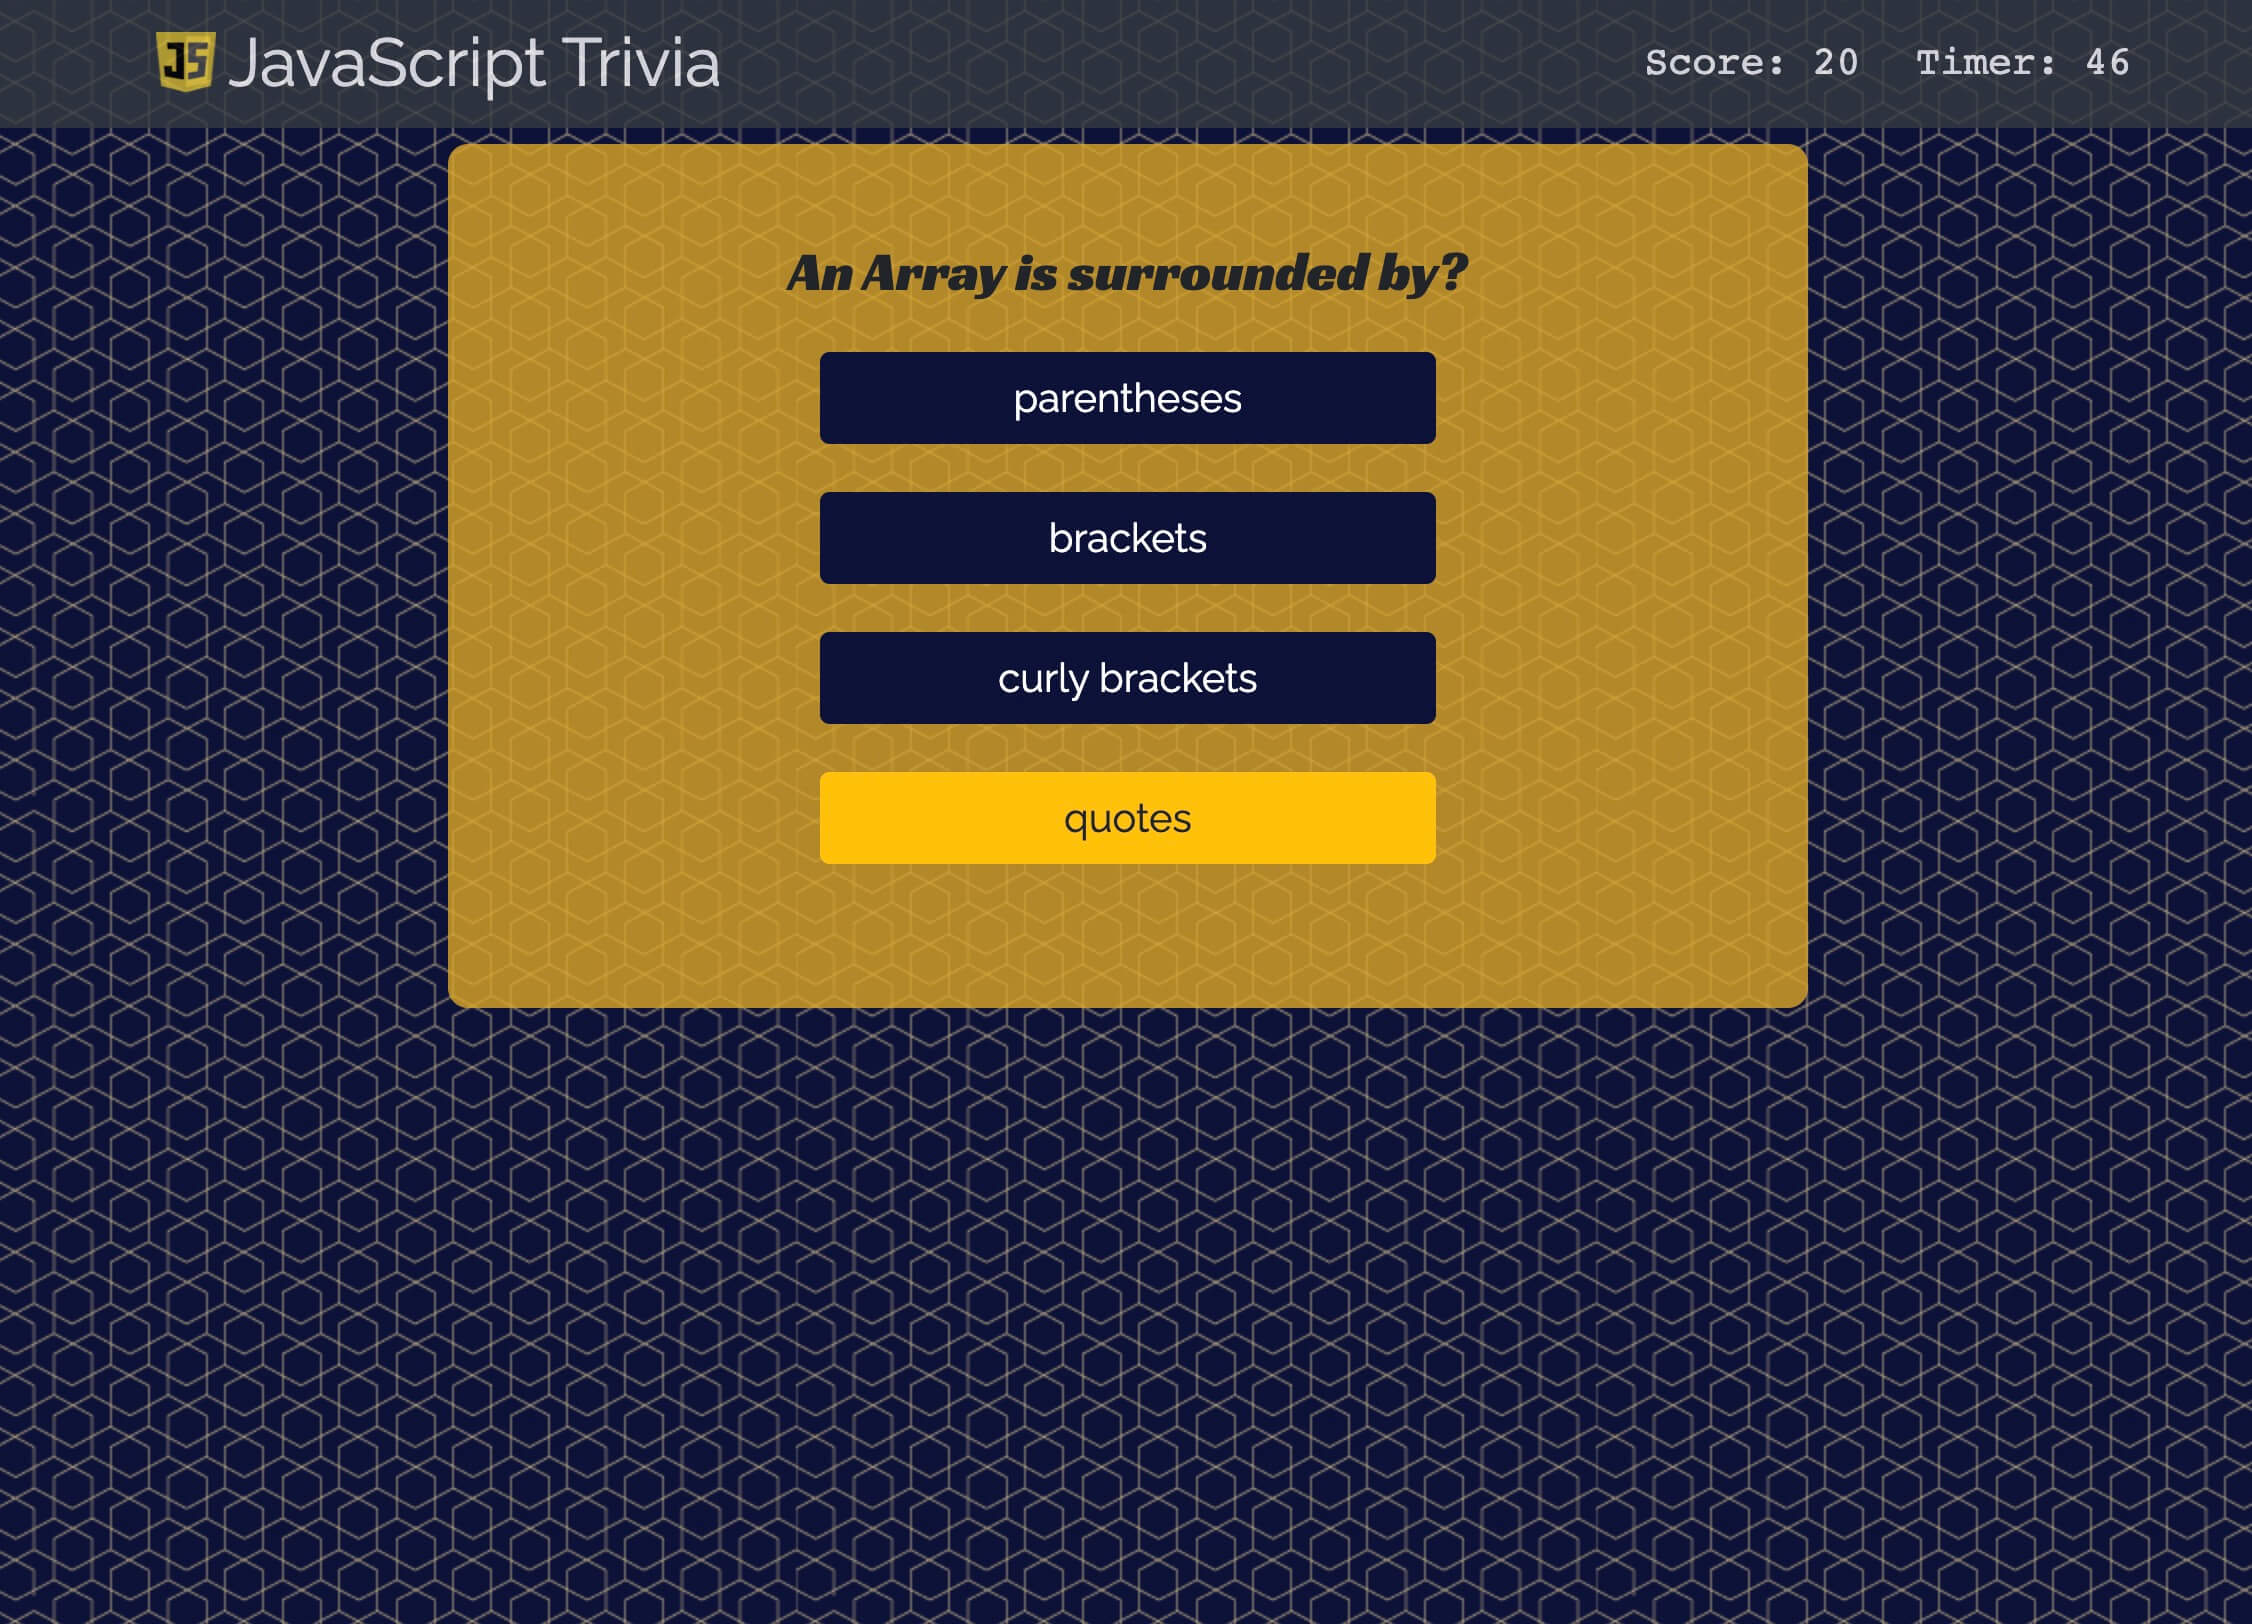 JS JavaScript Trivia
Score: 20 Timer: 46
An Array is surrounded by?
parentheses
brackets
curly brackets
quotes